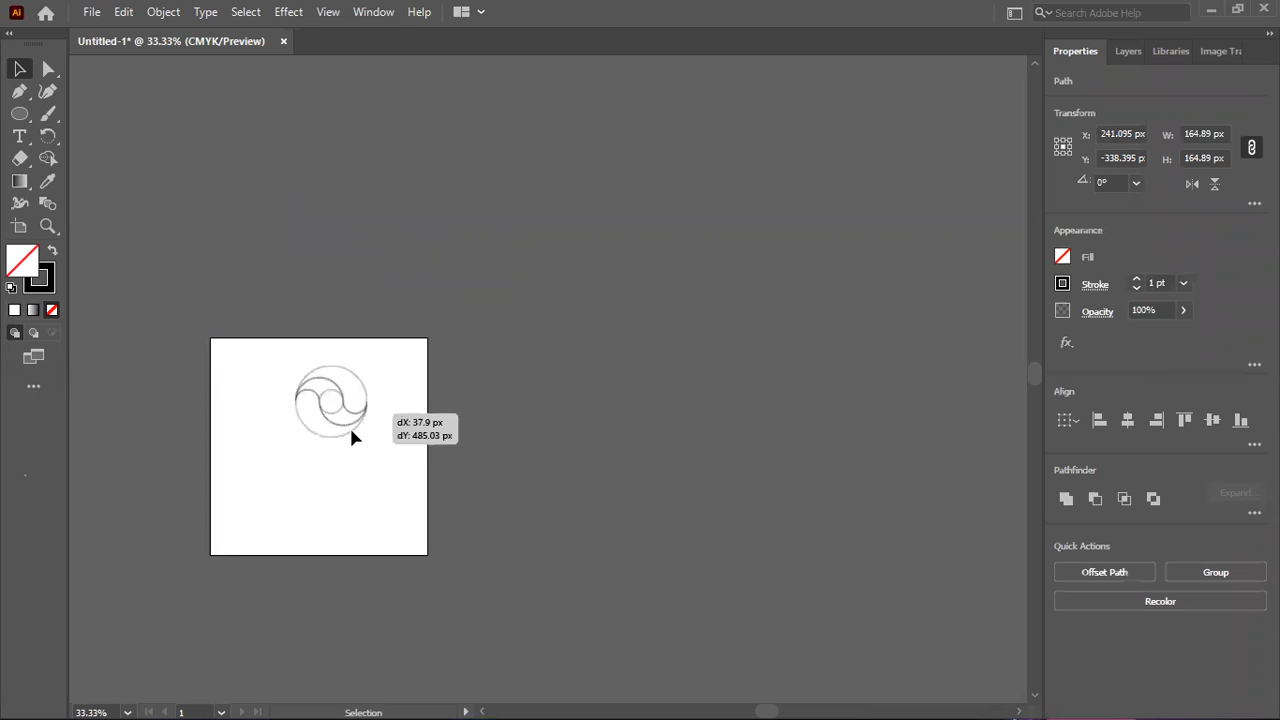 Ai
File Edit Object Type Select Effect View Window Help
Search Adobe Help
Untitled-1* @ 33.33% (CMYK/Preview)
Properties Layers Libraries Image Tra
Path
Transform
X: 241.095 px W: 164.89 px
Y: -338.395 p H: 164.89 px
0°
Appearance
Fill
Stroke 1 pt
Opacity 100%
fx.
Align
Pathfinder
Expand...
Quick Actions
Offset Path Group
Recolor
T
dX: 37.9 px
dY: 485.03 px
33.33% 1 Selection